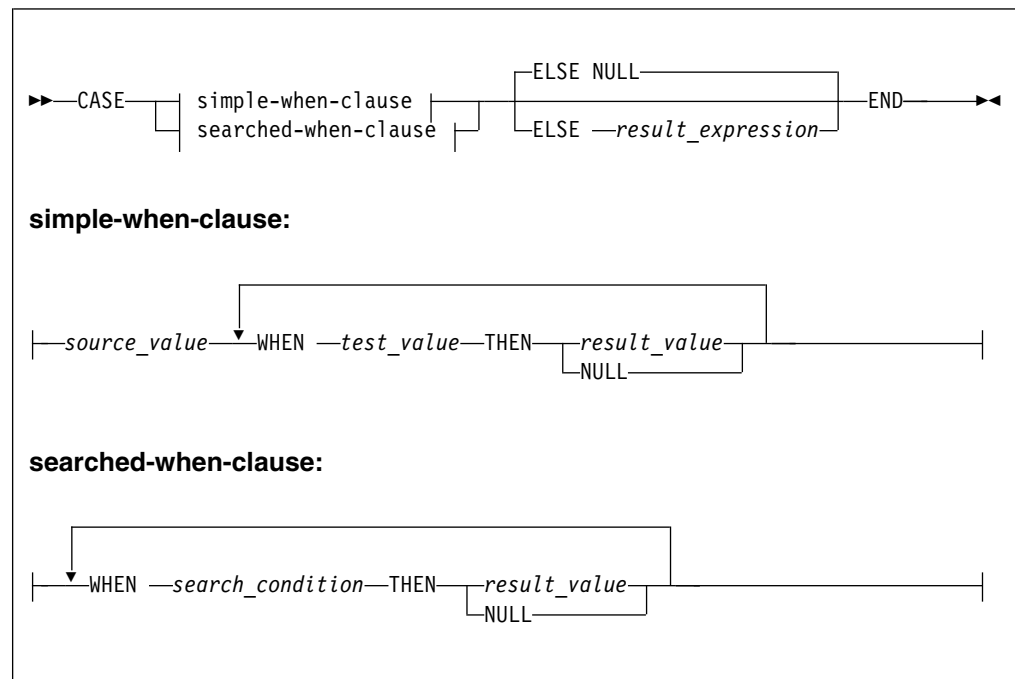 ELSE NULL
CASE simple-when-clause END
searched-when-clause ELSE result_expression
simple-when-clause:
source_value WHEN test_value THEN result_value
NULL
searched-when-clause:
WHEN search_condition THEN result_value
NULL